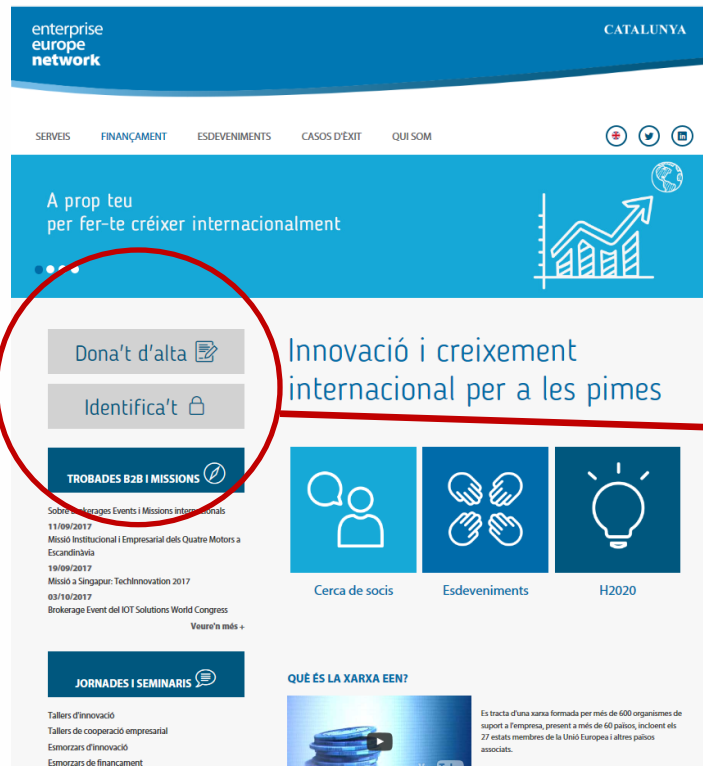 enterprise
europe
network
CATALUNYA
SERVEIS FINANÇAMENT ESDEVENIMENTS CASOS D'ÈXIT QUI SOM
A prop teu
per fer-te créixer internacionalment
Dona't d'alta
Identifica't
Innovació i creixement
internacional per a les pimes
TROBADES B2B I MISSIONS
Sobre Brokerages Events i Missions internacionals
11/09/2017
Missió Institucional i Empresarial dels Quatre Motors a
Escandinàvia
19/09/2017
Missió a Singapur: TechInnovation 2017
03/10/2017
Brokerage Event del IOT Solutions World Congress
Veure'n més +
Cerca de socis
Esdeveniments
H2020
JORNADES I SEMINARIS
Tallers d'innovació
Tallers de cooperació empresarial
Esmorzars d'innovació
Esmorzars de finançament
QUÈ ÉS LA XARXA EEN?
Es tracta d'una xarxa formada per més de 600 organismes de
suport a l'empresa, present a més de 60 països, incloent els
27 estats membres de la Unió Europea i altres països
associats.